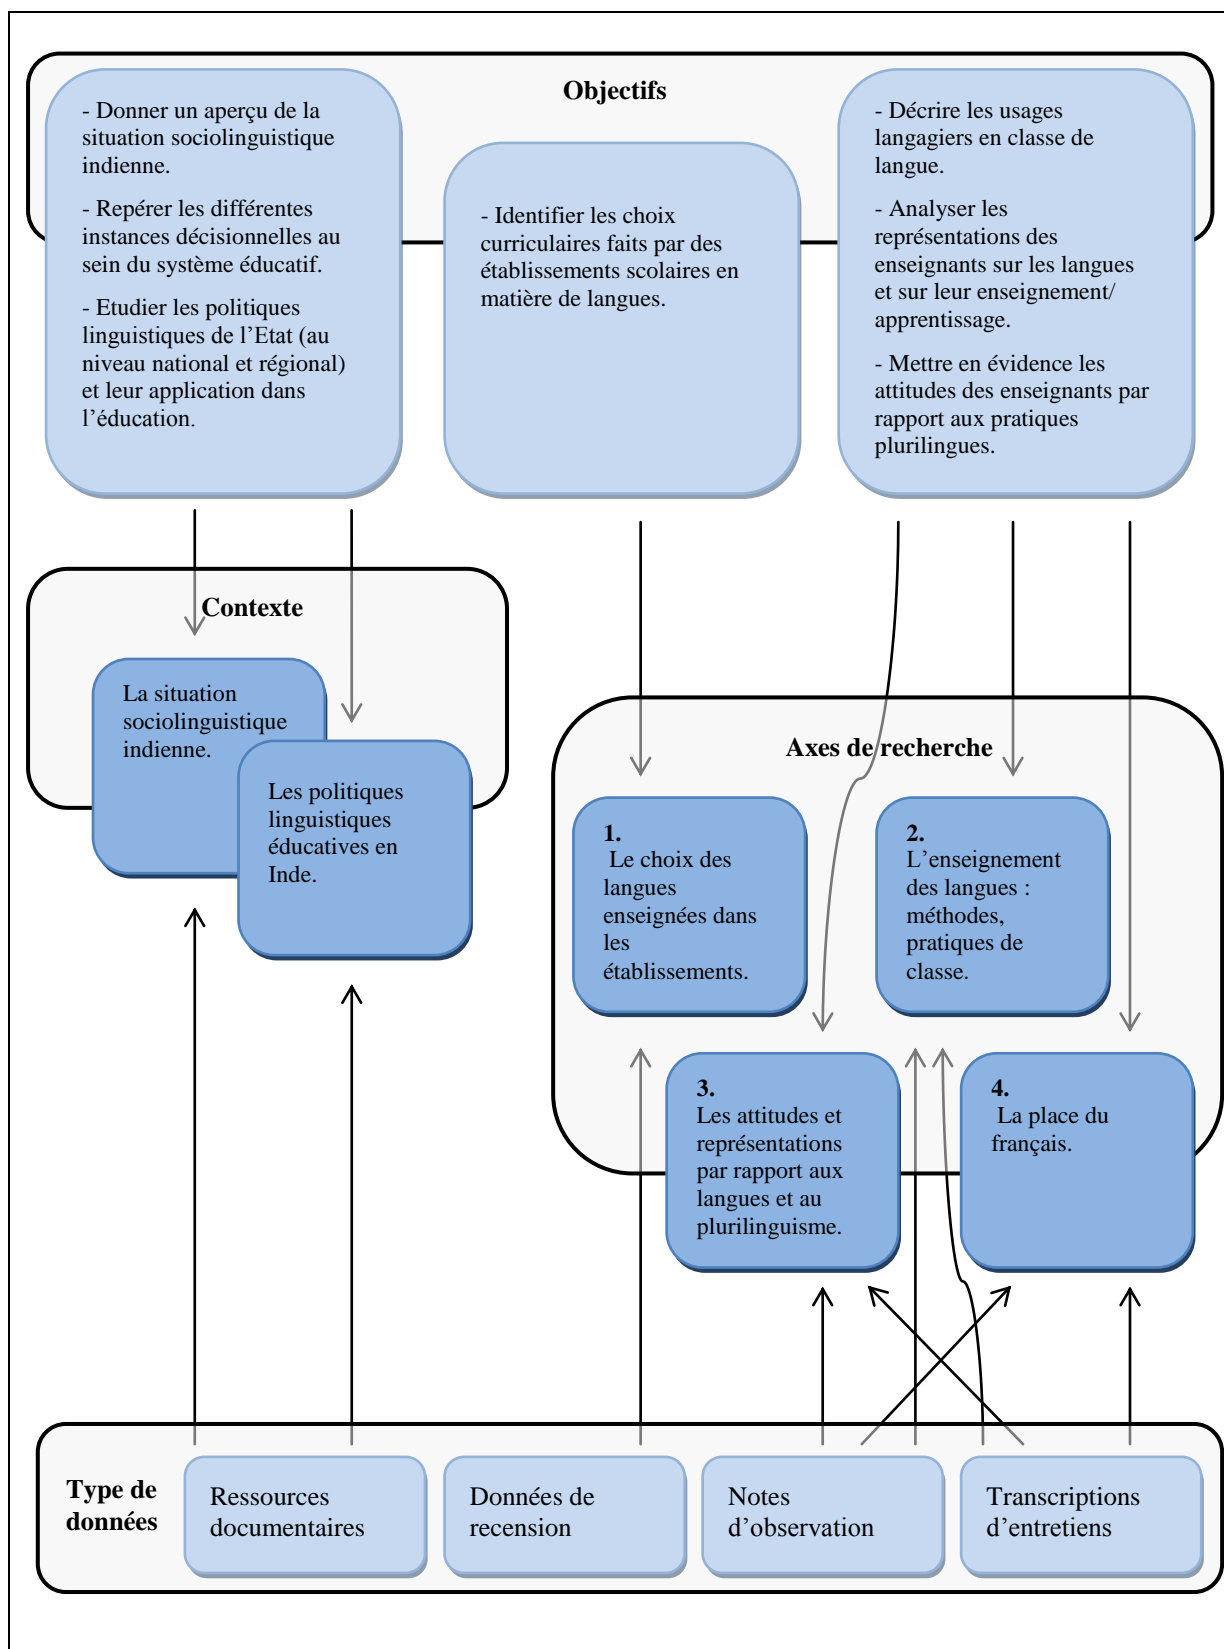 Objectifs
- Donner un aperçu de la
situation sociolinguistique
indienne.
- Repérer les différentes
instances décisionnelles au
sein du système éducatif.
- Etudier les politiques
linguistiques de l’Etat (au
niveau national et régional)
et leur application dans
l’éducation.
- Identifier les choix
curriculaires faits par des
établissements scolaires en
matière de langues.
- Décrire les usages
langagiers en classe de
langue.
- Analyser les
représentations des
enseignants sur les langues
et sur leur enseignement/
apprentissage.
- Mettre en évidence les
attitudes des enseignants par
rapport aux pratiques
plurilingues.
Contexte
La situation
sociolinguistique
indienne.
Les politiques
linguistiques
éducatives en
Inde.
Axes de recherche
1.
Le choix des
langues
enseignées dans
les
établissements.
2.
L’enseignement
des langues :
méthodes,
pratiques de
classe.
3.
Les attitudes et
représentations
par rapport aux
langues et au
plurilinguisme.
4.
La place du
français.
Type de
données
Ressources
documentaires
Données de
recension
Notes
d’observation
Transcriptions
d’entretiens